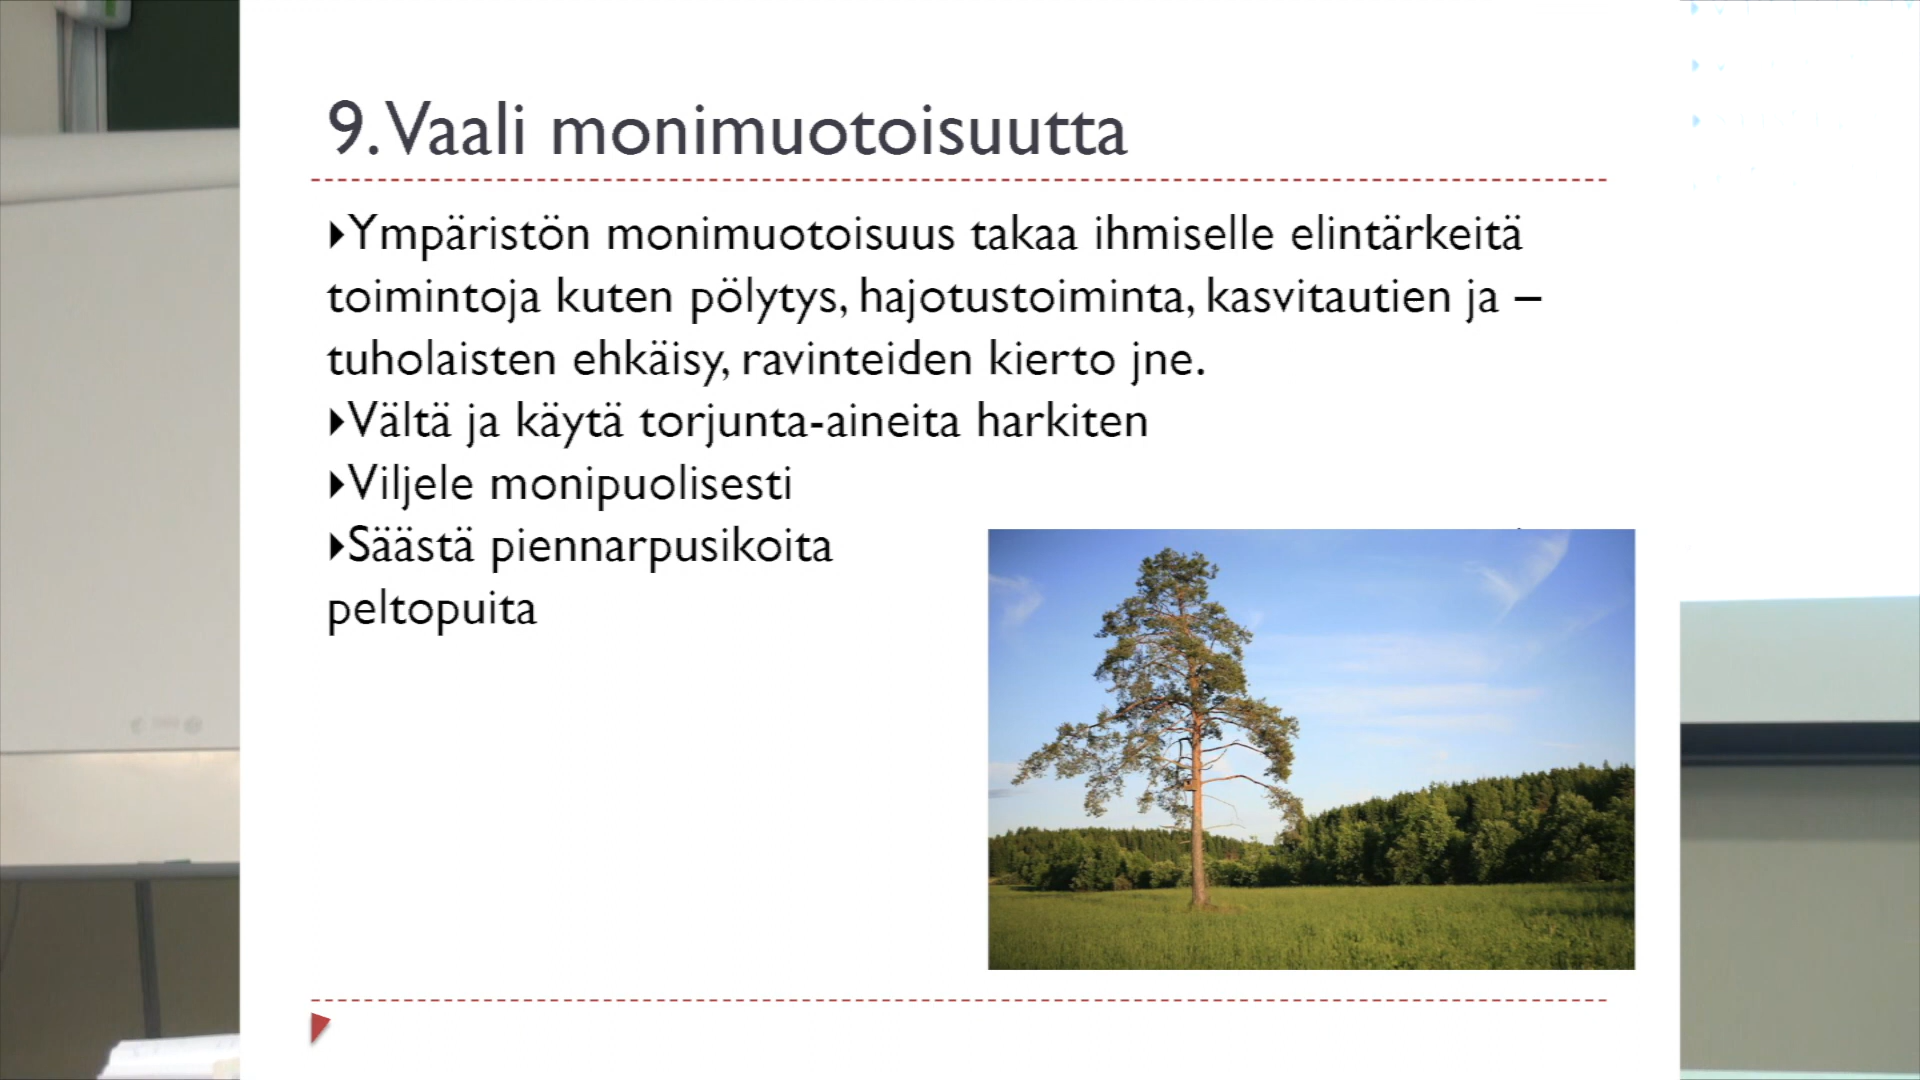 9. Vaali monimuotoisuutta
▸Ympäristön monimuotoisuus takaa ihmiselle elintärkeitä
toimintoja kuten pölytys, hajotustoiminta, kasvitautien ja –
tuholaisten ehkäisy, ravinteiden kierto jne.
▸Vältä ja käytä torjunta-aineita harkiten
▸Viljele monipuolisesti
▸Säästä piennarpusikoita
peltopuita